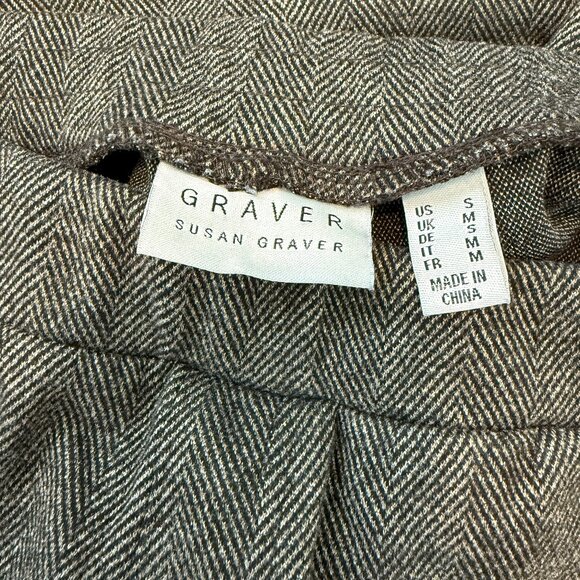 GRAVER
SUSAN GRAVER
US S
UK M
DE S
IT M
FR M
MADE IN
CHINA